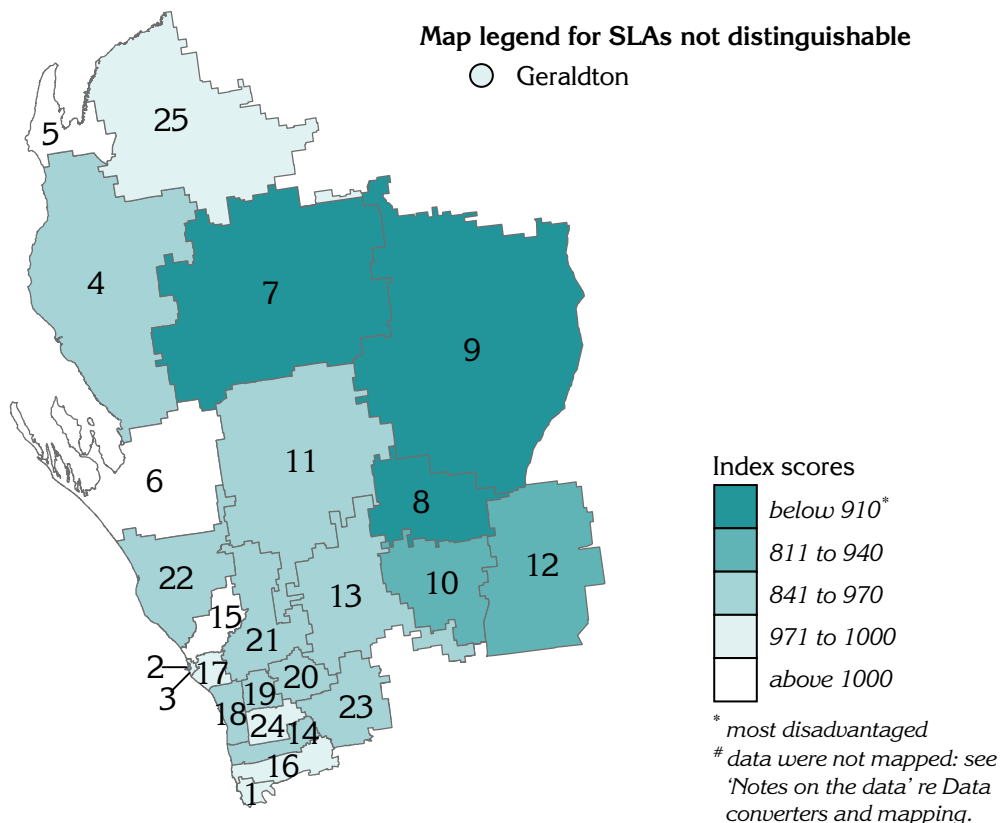 Map legend for SLAs not distinguishable
Geraldton
25
5
4
7
9
11
6
8
12
22
10
13
15
21
2
17
3
20
19
23
18
24
14
16
1
Index scores
below 910*
811 to 940
841 to 970
971 to 1000
above 1000
* most disadvantaged
# data were not mapped: see
‘Notes on the data’ re Data
converters and mapping.